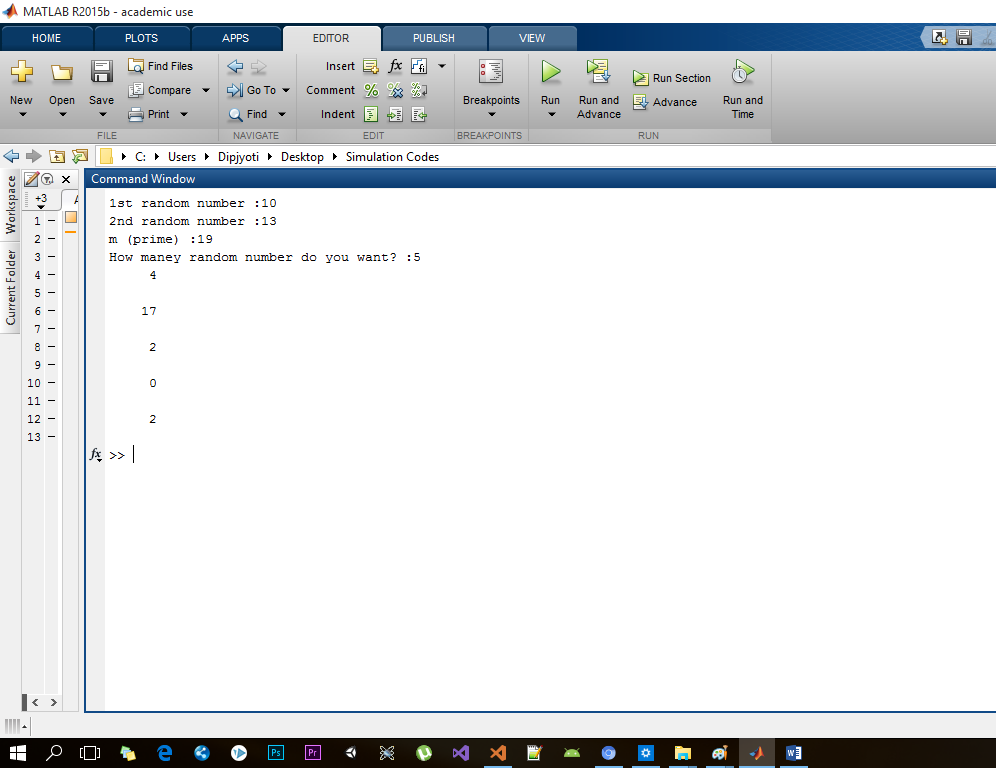 MATLAB R2015b - academic use
HOME PLOTS APPS EDITOR PUBLISH VIEW
New Open Save Find Files Compare Print
Go To Find
Insert fx
Comment
Indent
Breakpoints
Run Run and Advance Run Section Advance Run and Time
FILE NAVIGATE EDIT BREAKPOINTS RUN
C: Users Dipjyoti Desktop Simulation Codes
Workspace
Current Folder
+3
1
2
3
4
5
6
7
8
9
10
11
12
13
Command Window
1st random number :10
2nd random number :13
m (prime) :19
How maney random number do you want? :5
4
17
2
0
2
fx >>
Ps Pr